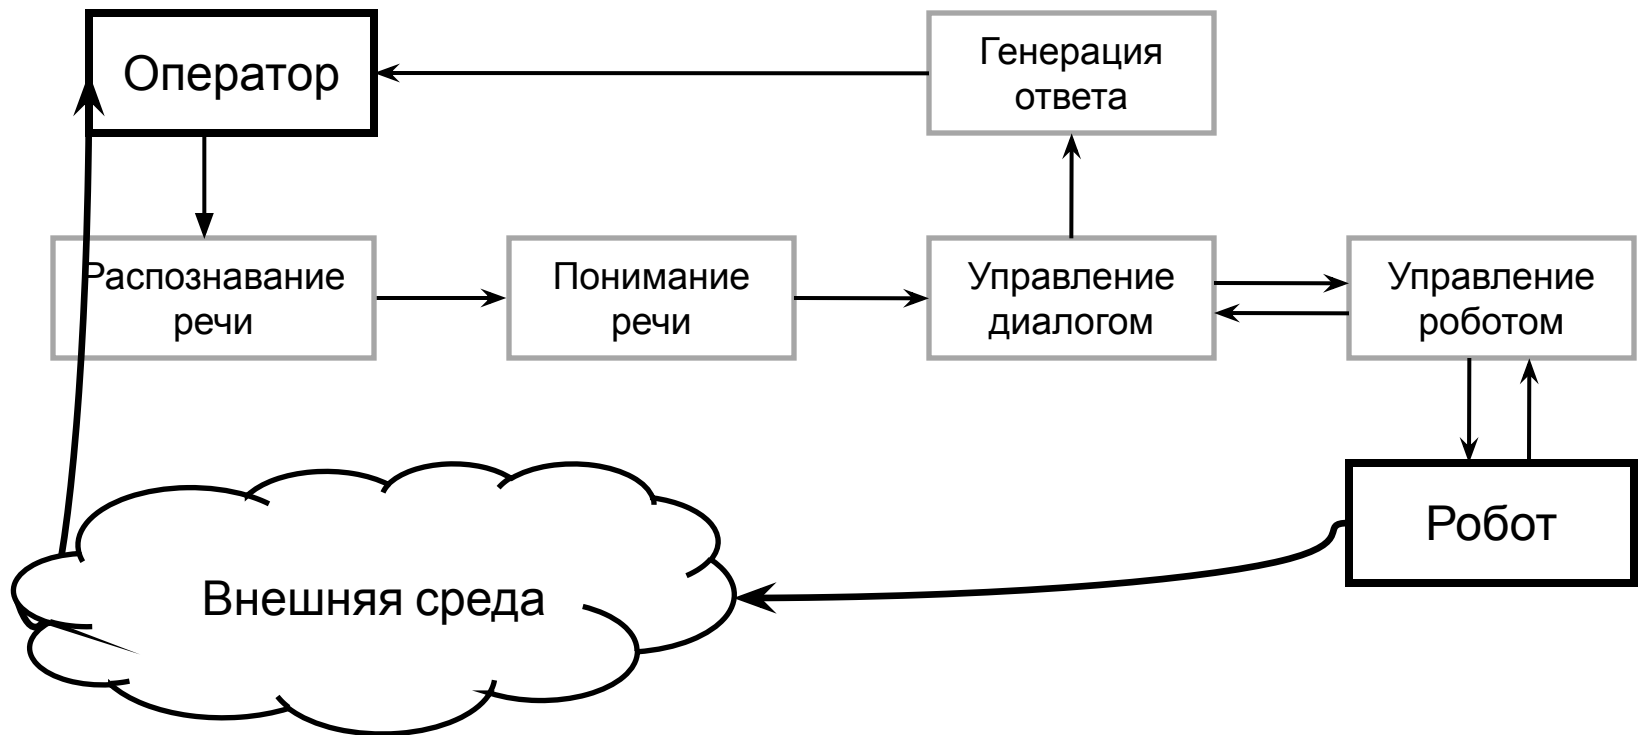 Оператор
Генерация
ответа
Распознавание
речи
Понимание
речи
Управление
диалогом
Управление
роботом
Робот
Внешняя среда